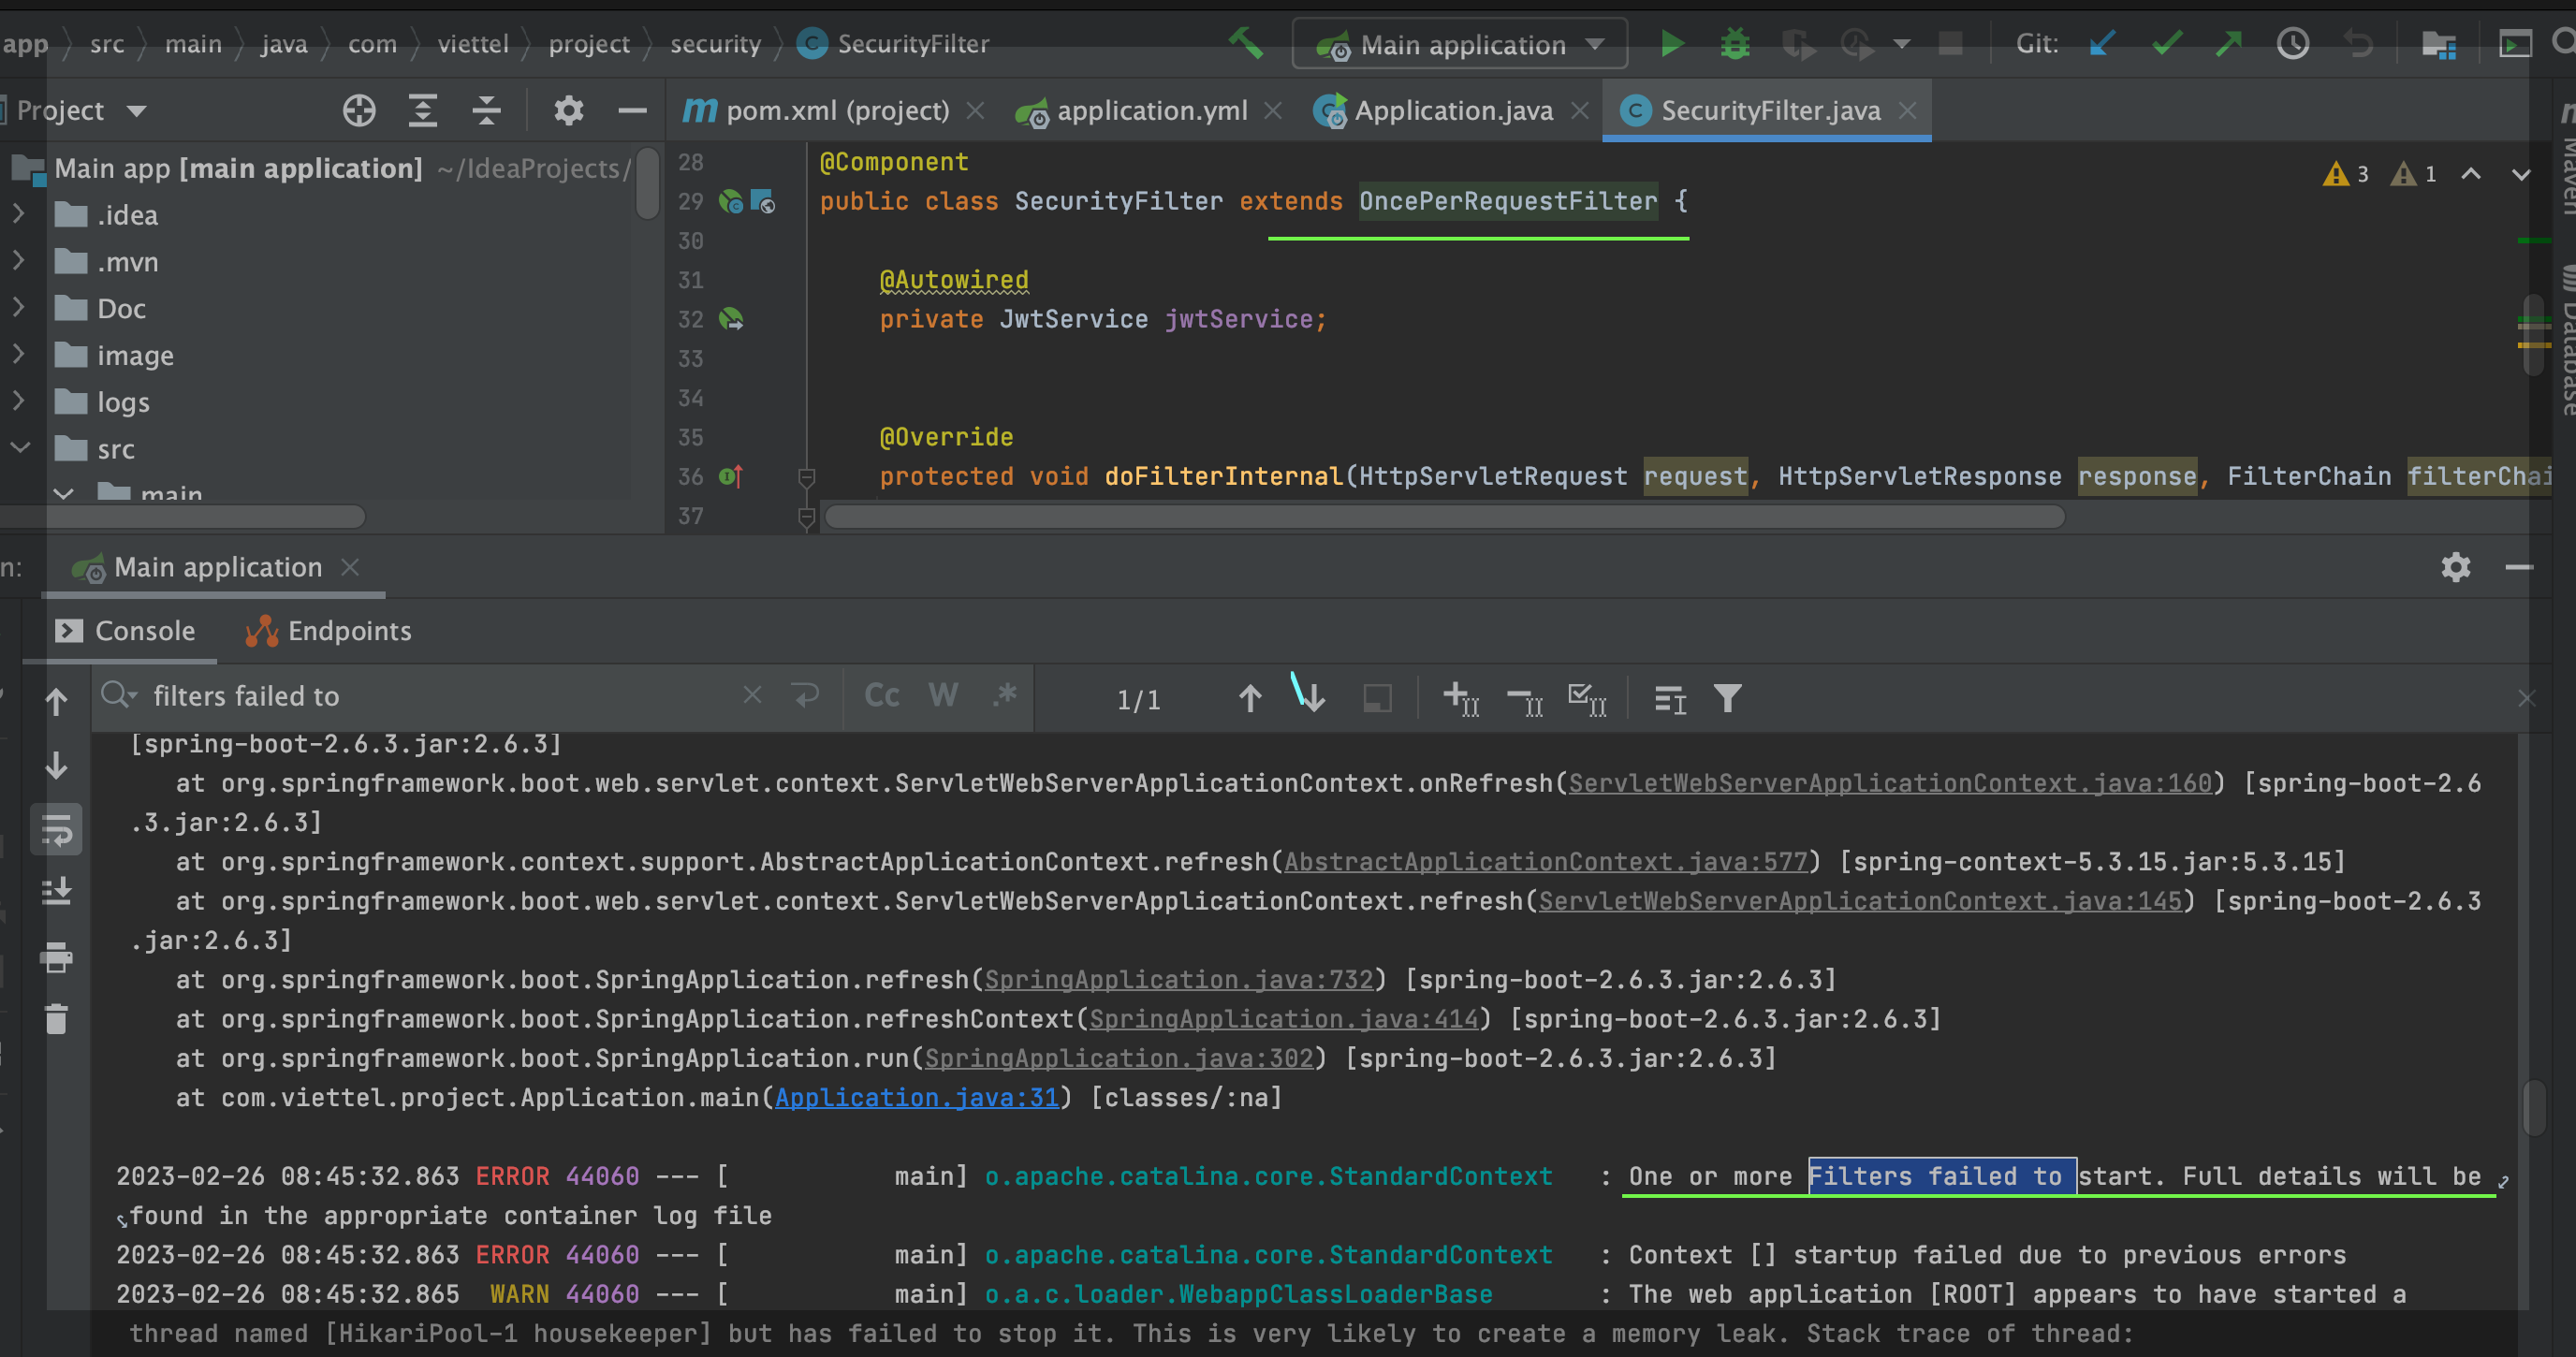 app src main java com viettel project security SecurityFilter Main application Git:
Project
pom.xml (project) application.yml Application.java SecurityFilter.java
Main app [main application] ~/IdeaProjects/
.idea
.mvn
Doc
image
logs
src
main
28 @Component
29 public class SecurityFilter extends OncePerRequestFilter {
30
31 @Autowired
32 private JwtService jwtService;
33
34
35 @Override
36 protected void doFilterInternal(HttpServletRequest request, HttpServletResponse response, FilterChain filterChai
37
3 1
Maven
Database
n: Main application
Console Endpoints
filters failed to Cc W .* 1/1
[spring-boot-2.6.3.jar:2.6.3]
at org.springframework.boot.web.servlet.context.ServletWebServerApplicationContext.onRefresh(ServletWebServerApplicationContext.java:160) [spring-boot-2.6
.3.jar:2.6.3]
at org.springframework.context.support.AbstractApplicationContext.refresh(AbstractApplicationContext.java:577) [spring-context-5.3.15.jar:5.3.15]
at org.springframework.boot.web.servlet.context.ServletWebServerApplicationContext.refresh(ServletWebServerApplicationContext.java:145) [spring-boot-2.6.3
.jar:2.6.3]
at org.springframework.boot.SpringApplication.refresh(SpringApplication.java:732) [spring-boot-2.6.3.jar:2.6.3]
at org.springframework.boot.SpringApplication.refreshContext(SpringApplication.java:414) [spring-boot-2.6.3.jar:2.6.3]
at org.springframework.boot.SpringApplication.run(SpringApplication.java:302) [spring-boot-2.6.3.jar:2.6.3]
at com.viettel.project.Application.main(Application.java:31) [classes/:na]
2023-02-26 08:45:32.863 ERROR 44060 --- [ main] o.apache.catalina.core.StandardContext : One or more Filters failed to start. Full details will be
found in the appropriate container log file
2023-02-26 08:45:32.863 ERROR 44060 --- [ main] o.apache.catalina.core.StandardContext : Context [] startup failed due to previous errors
2023-02-26 08:45:32.865 WARN 44060 --- [ main] o.a.c.loader.WebappClassLoaderBase : The web application [ROOT] appears to have started a
thread named [HikariPool-1 housekeeper] but has failed to stop it. This is very likely to create a memory leak. Stack trace of thread: